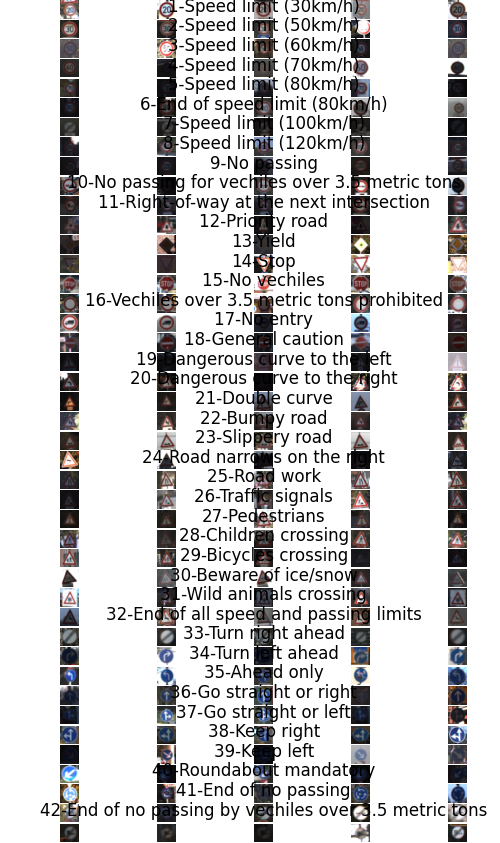 1-Speed limit (30km/h)
2-Speed limit (50km/h)
3-Speed limit (60km/h)
4-Speed limit (70km/h)
5-Speed limit (80km/h)
6-End of speed limit (80km/h)
7-Speed limit (100km/h)
8-Speed limit (120km/h)
9-No passing
10-No passing for vechiles over 3.5 metric tons
11-Right-of-way at the next intersection
12-Priority road
13-Yield
14-Stop
15-No vechiles
16-Vechiles over 3.5 metric tons prohibited
17-No entry
18-General caution
19-Dangerous curve to the left
20-Dangerous curve to the right
21-Double curve
22-Bumpy road
23-Slippery road
24-Road narrows on the right
25-Road work
26-Traffic signals
27-Pedestrians
28-Children crossing
29-Bicycles crossing
30-Beware of ice/snow
31-Wild animals crossing
32-End of all speed and passing limits
33-Turn right ahead
34-Turn left ahead
35-Ahead only
36-Go straight or right
37-Go straight or left
38-Keep right
39-Keep left
40-Roundabout mandatory
41-End of no passing
42-End of no passing by vechiles over 3.5 metric tons